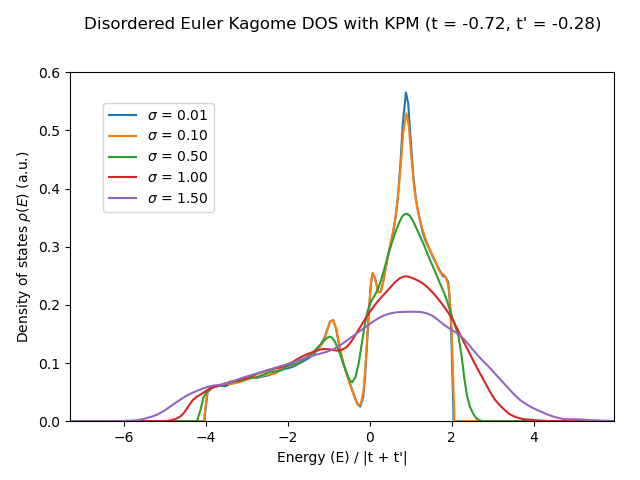 Disordered Euler Kagome DOS with KPM (t = -0.72, t' = -0.28)
Density of states ρ(E) (a.u.)
0.6
0.5
0.4
0.3
0.2
0.1
0.0
σ = 0.01
σ = 0.10
σ = 0.50
σ = 1.00
σ = 1.50
−6 −4 −2 0 2 4
Energy (E) / |t + t'|